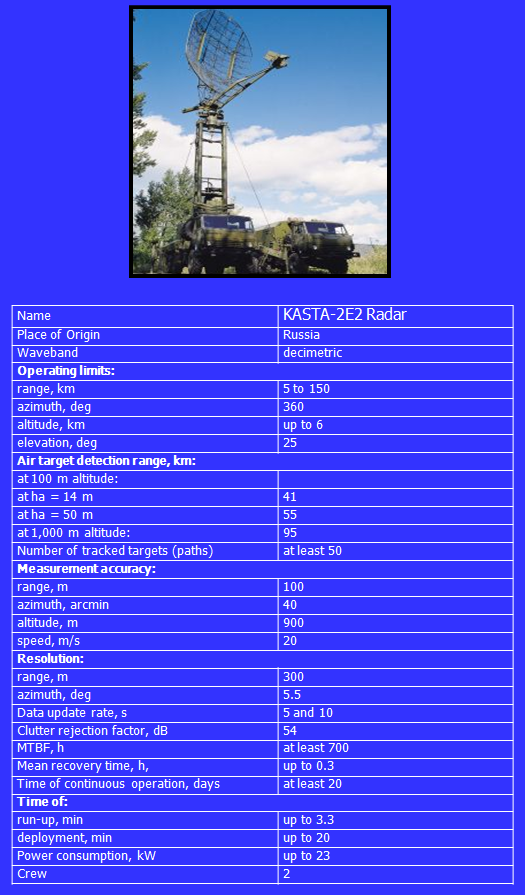 Name KASTA-2E2 Radar
Place of Origin Russia
Waveband decimetric
Operating limits:
range, km 5 to 150
azimuth, deg 360
altitude, km up to 6
elevation, deg 25
Air target detection range, km:
at 100 m altitude:
at ha = 14 m 41
at ha = 50 m 55
at 1,000 m altitude: 95
Number of tracked targets (paths) at least 50
Measurement accuracy:
range, m 100
azimuth, arcmin 40
altitude, m 900
speed, m/s 20
Resolution:
range, m 300
azimuth, deg 5.5
Data update rate, s 5 and 10
Clutter rejection factor, dB 54
MTBF, h at least 700
Mean recovery time, h, up to 0.3
Time of continuous operation, days at least 20
Time of:
run-up, min up to 3.3
deployment, min up to 20
Power consumption, kW up to 23
Crew 2